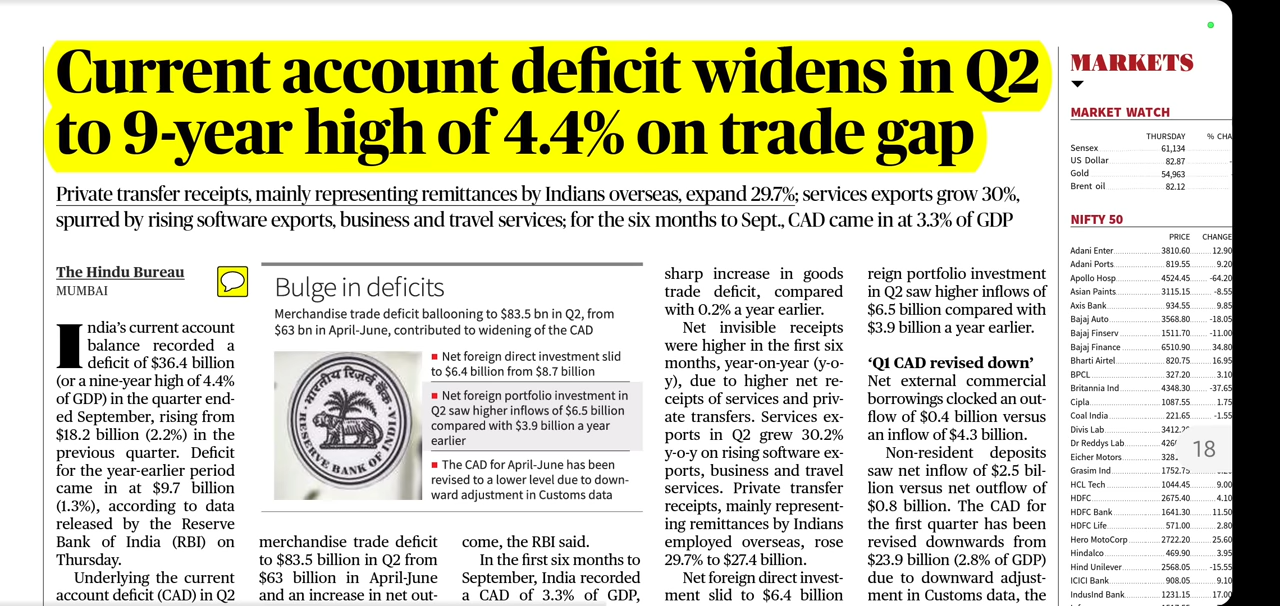 Current account deficit widens in Q2
to 9-year high of 4.4% on trade gap
Private transfer receipts, mainly representing remittances by Indians overseas, expand 29.7%; services exports grow 30%,
spurred by rising software exports, business and travel services; for the six months to Sept., CAD came in at 3.3% of GDP
The Hindu Bureau
MUMBAI
India's current account
balance recorded a
deficit of $36.4 billion
(or a nine-year high of 4.4%
of GDP) in the quarter end-
ed September, rising from
$18.2 billion (2.2%) in the
previous quarter. Deficit
for the year-earlier period
came in at $9.7 billion
(1.3%), according to data
released by the Reserve
Bank of India (RBI) on
Thursday.
Underlying the current
account deficit (CAD) in Q2
Bulge in deficits
Merchandise trade deficit ballooning to $83.5 bn in Q2, from
$63 bn in April-June, contributed to widening of the CAD
भारतीय रिज़र्व बैंक
RESERVE BANK OF INDIA
■ Net foreign direct investment slid
to $6.4 billion from $8.7 billion
■ Net foreign portfolio investment in
Q2 saw higher inflows of $6.5 billion
compared with $3.9 billion a year
earlier
■ The CAD for April-June has been
revised to a lower level due to down-
ward adjustment in Customs data
merchandise trade deficit
to $83.5 billion in Q2 from
$63 billion in April-June
and an increase in net out-
come, the RBI said.
In the first six months to
September, India recorded
a CAD of 3.3% of GDP,
sharp increase in goods
trade deficit, compared
with 0.2% a year earlier.
Net invisible receipts
were higher in the first six
months, year-on-year (y-o-
y), due to higher net re-
ceipts of services and priv-
ate transfers. Services ex-
ports in Q2 grew 30.2%
y-o-y on rising software ex-
ports, business and travel
services. Private transfer
receipts, mainly represent-
ing remittances by Indians
employed overseas, rose
29.7% to $27.4 billion.
Net foreign direct invest-
ment slid to $6.4 billion
reign portfolio investment
in Q2 saw higher inflows of
$6.5 billion compared with
$3.9 billion a year earlier.
‘Q1 CAD revised down’
Net external commercial
borrowings clocked an out-
flow of $0.4 billion versus
an inflow of $4.3 billion.
Non-resident deposits
saw net inflow of $2.5 bil-
lion versus net outflow of
$0.8 billion. The CAD for
the first quarter has been
revised downwards from
$23.9 billion (2.8% of GDP)
due to downward adjust-
ment in Customs data, the
MARKETS
MARKET WATCH
THURSDAY % CHA
Sensex 61,134
US Dollar 82.87
Gold 54,963
Brent oil 82.12
NIFTY 50
PRICE CHANGE
Adani Enter 3810.60 12.90
Adani Ports 819.55 9.20
Apollo Hosp 4524.45 -64.20
Asian Paints 3115.15 -8.55
Axis Bank 934.55 9.85
Bajaj Auto 3568.80 -18.05
Bajaj Finserv 1511.70 -11.00
Bajaj Finance 6510.90 34.80
Bharti Airtel 820.75 16.95
BPCL 327.20 3.10
Britannia Ind 4348.30 -37.65
Cipla 1087.55 1.75
Coal India 221.65 -1.55
Divis Lab
Dr Reddys Lab
Eicher Motors
18
Grasim Ind
HCL Tech 1044.45 9.00
HDFC 2675.40 4.10
HDFC Bank 1641.30 11.50
HDFC Life 571.00 2.80
Hero MotoCorp 2722.20 25.60
Hindalco 469.90 3.95
Hind Unilever 2568.05 -15.55
ICICI Bank 908.05 9.10
IndusInd Bank 1231.15 17.00